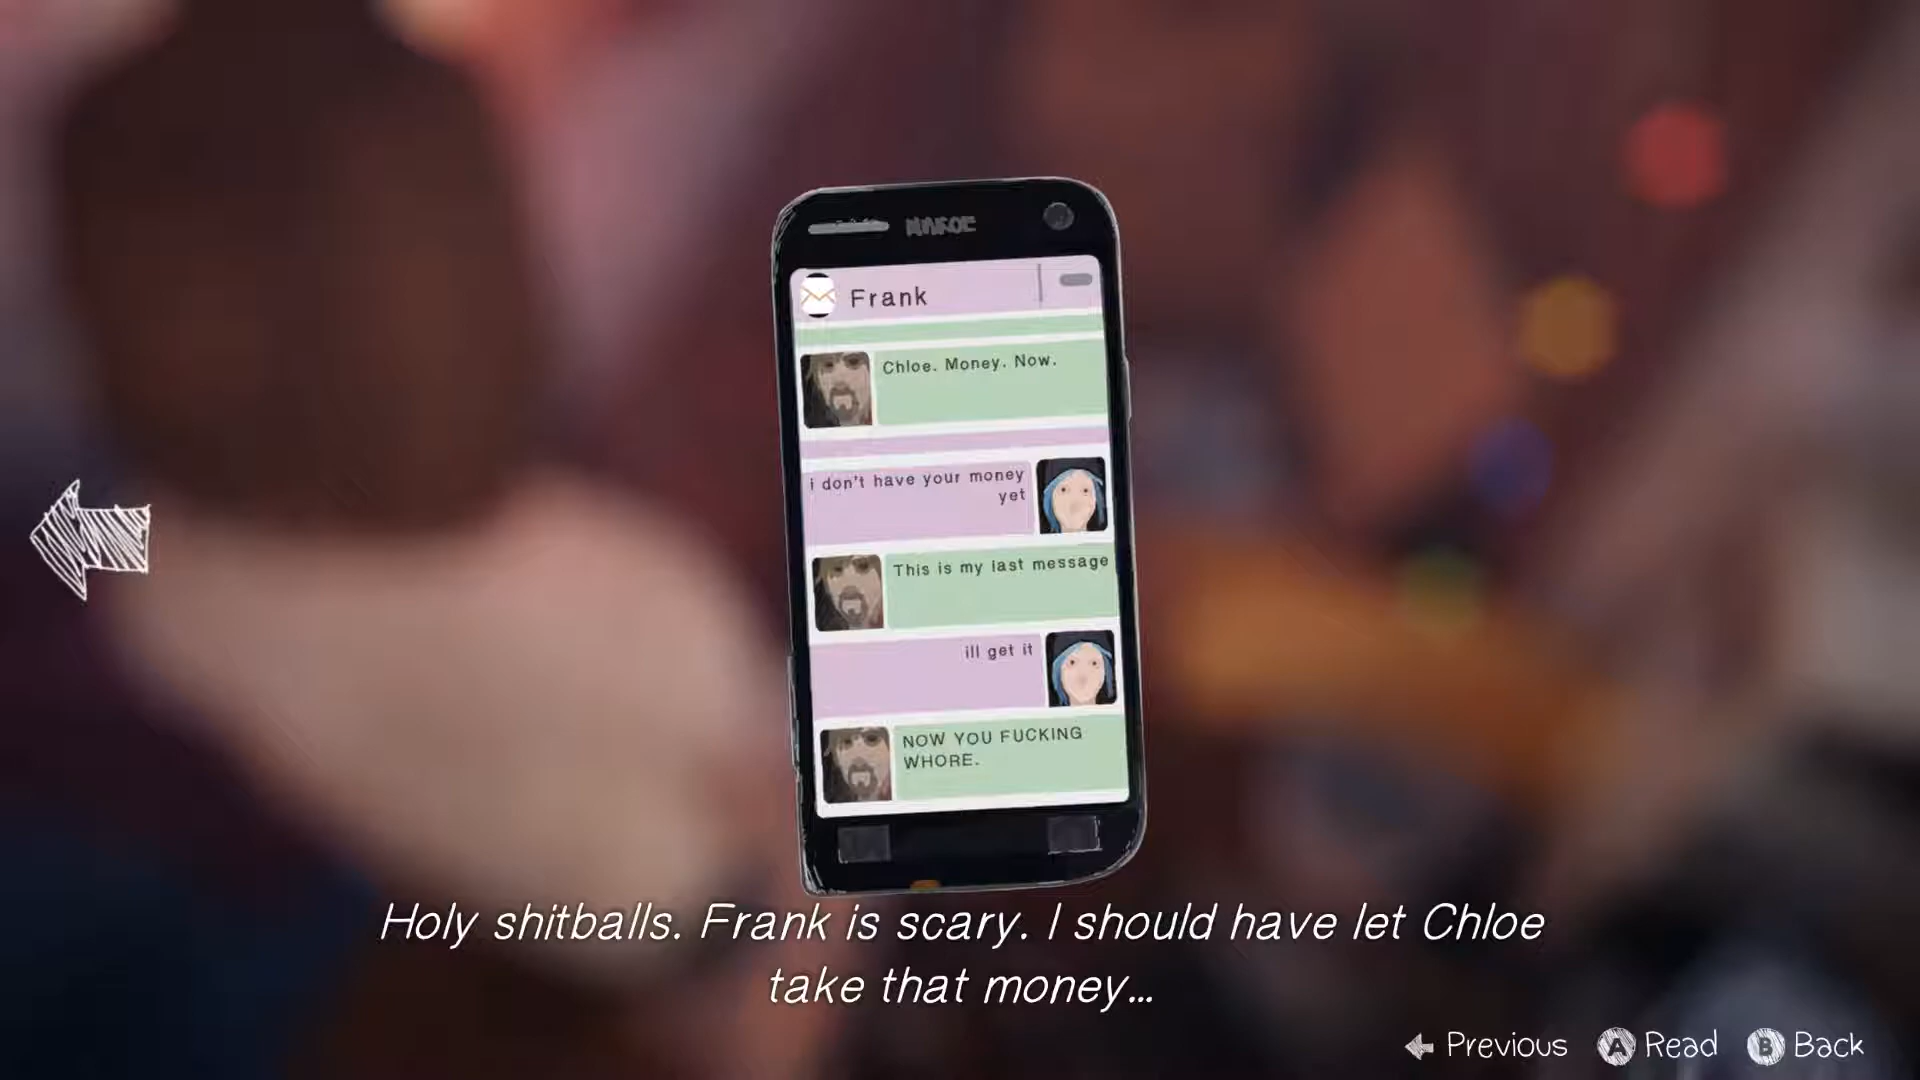 Frank
Chloe. Money. Now.
i don't have your money
yet
This is my last message
ill get it
NOW YOU FUCKING
WHORE.
Holy shitballs. Frank is scary. I should have let Chloe
take that money...
Previous
A Read
B Back